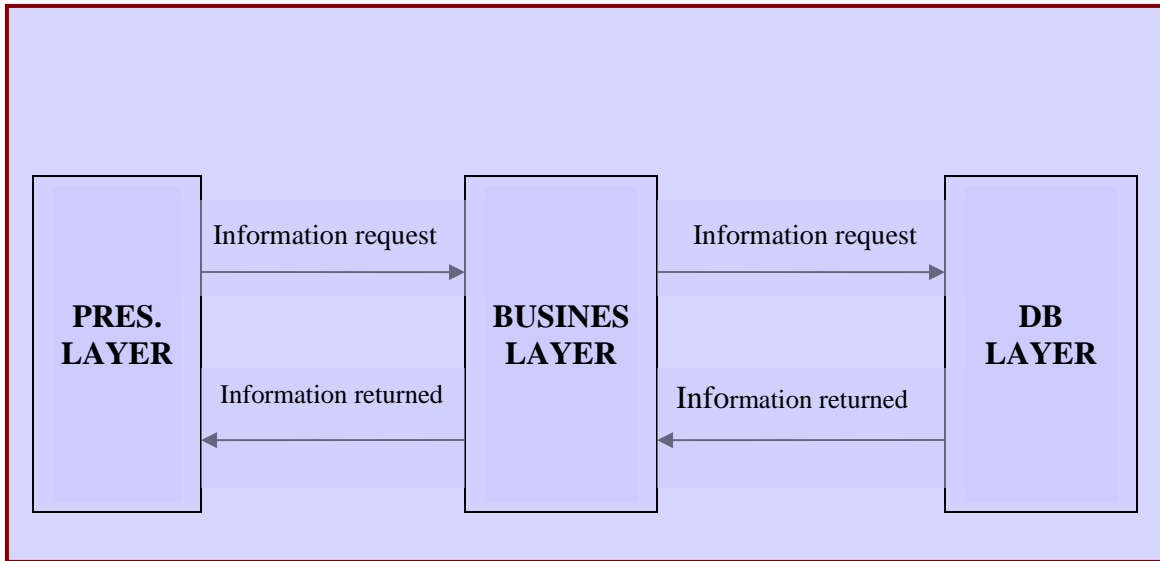 Information request
Information request
PRES.
LAYER
BUSINES
LAYER
DB
LAYER
Information returned
Information returned